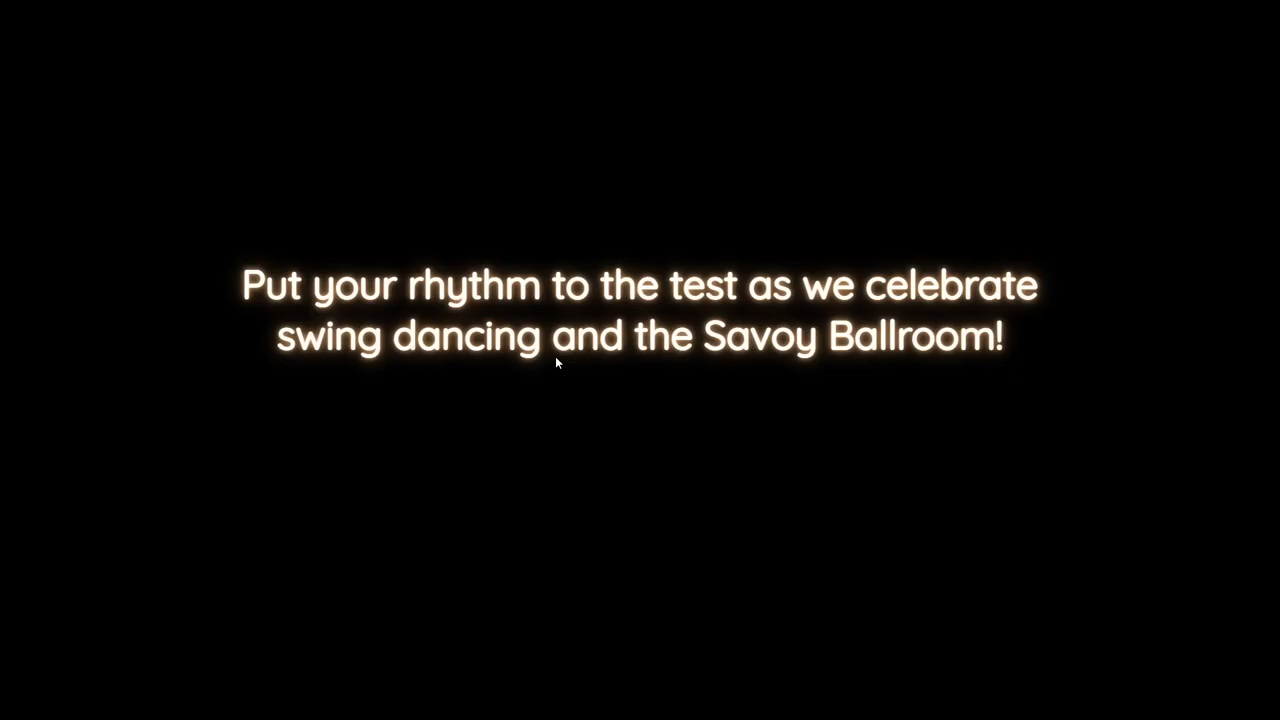 Put your rhythm to the test as we celebrate
swing dancing and the Savoy Ballroom!